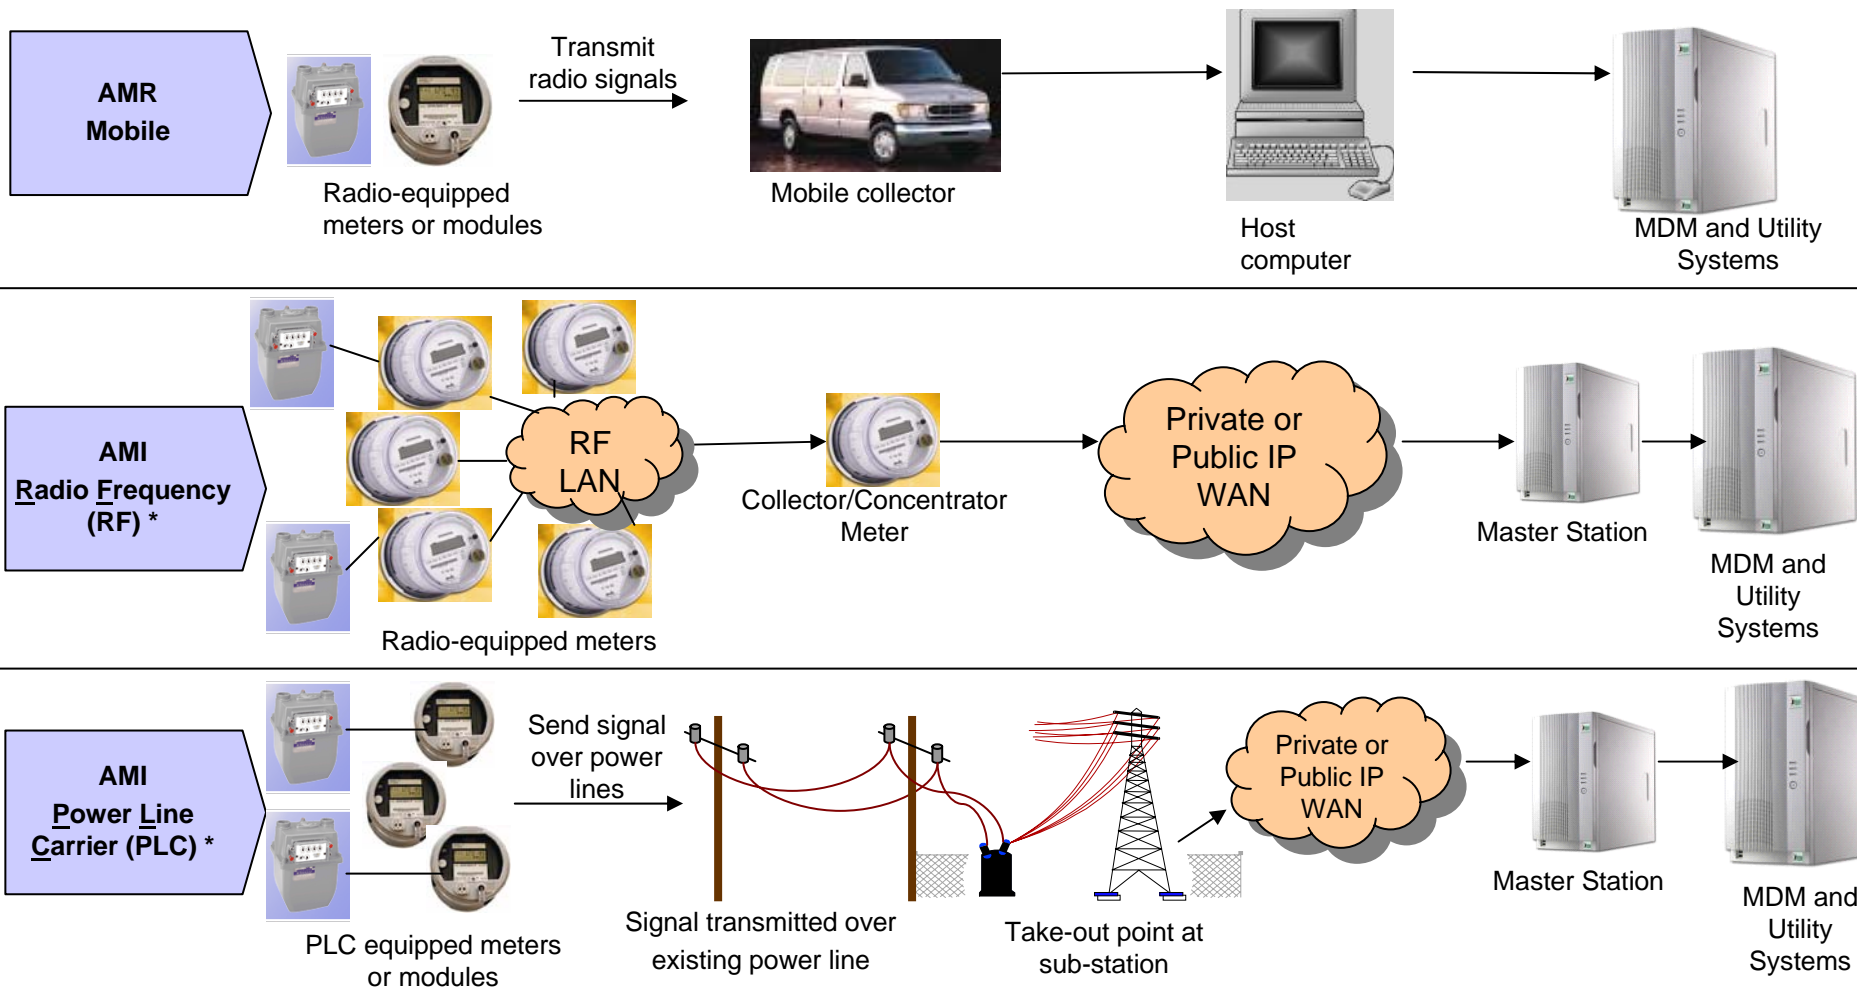 AMR
Mobile
Transmit
radio signals
Radio-equipped
meters or modules
Mobile collector
Host
computer
MDM and Utility
Systems
AMI
Radio Frequency
(RF) *
RF
LAN
Radio-equipped meters
Collector/Concentrator
Meter
Private or
Public IP
WAN
Master Station
MDM and
Utility
Systems
AMI
Power Line
Carrier (PLC) *
PLC equipped meters
or modules
Send signal
over power
lines
Signal transmitted over
existing power line
Take-out point at
sub-station
Private or
Public IP
WAN
Master Station
MDM and
Utility
Systems